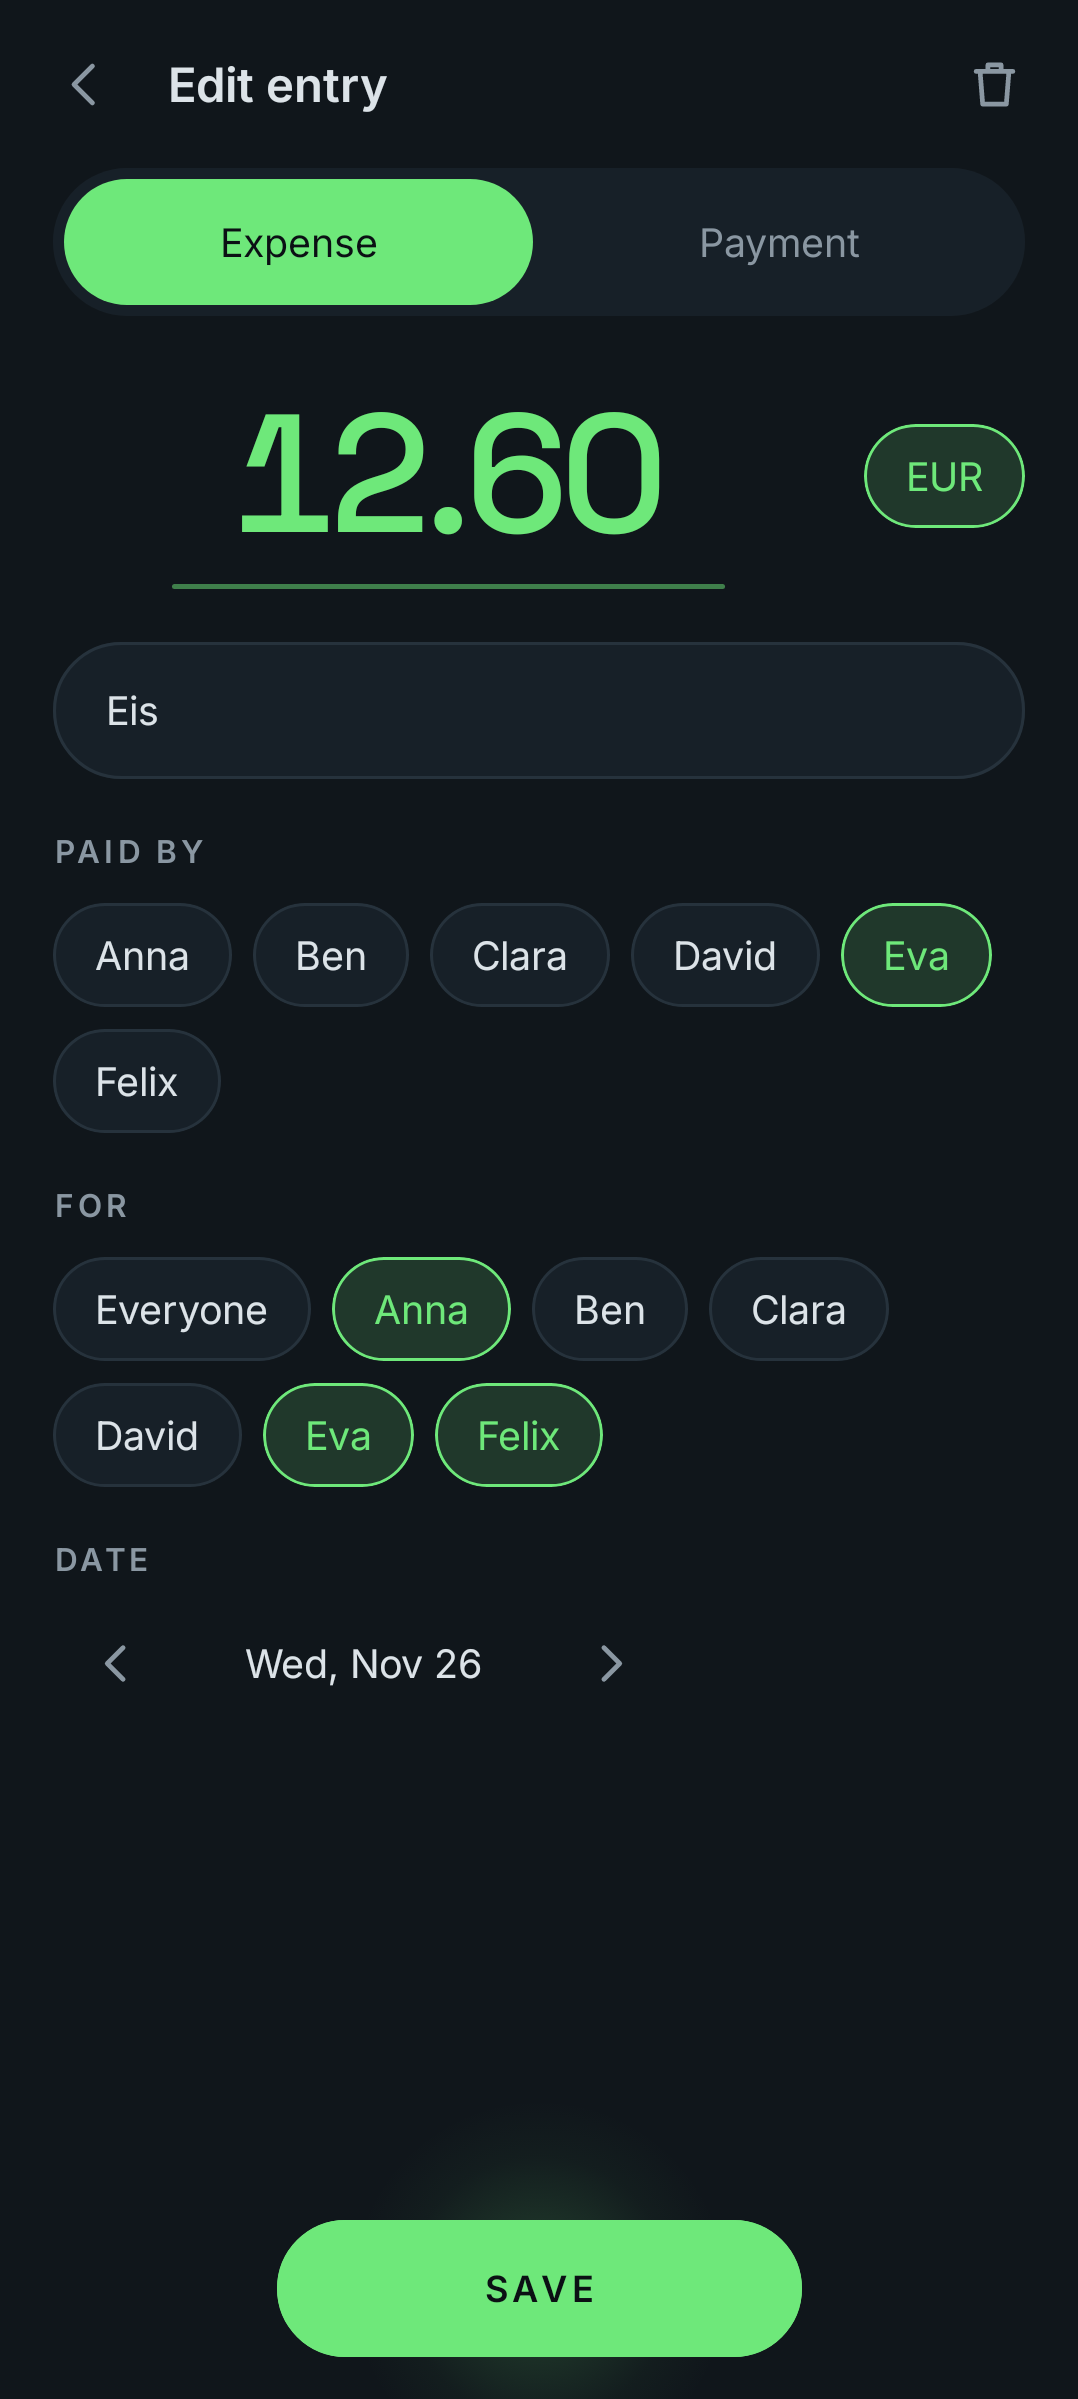 Edit entry
Expense Payment
12.60 EUR
Eis
PAID BY
Anna Ben Clara David Eva
Felix
FOR
Everyone Anna Ben Clara
David Eva Felix
DATE
Wed, Nov 26
SAVE